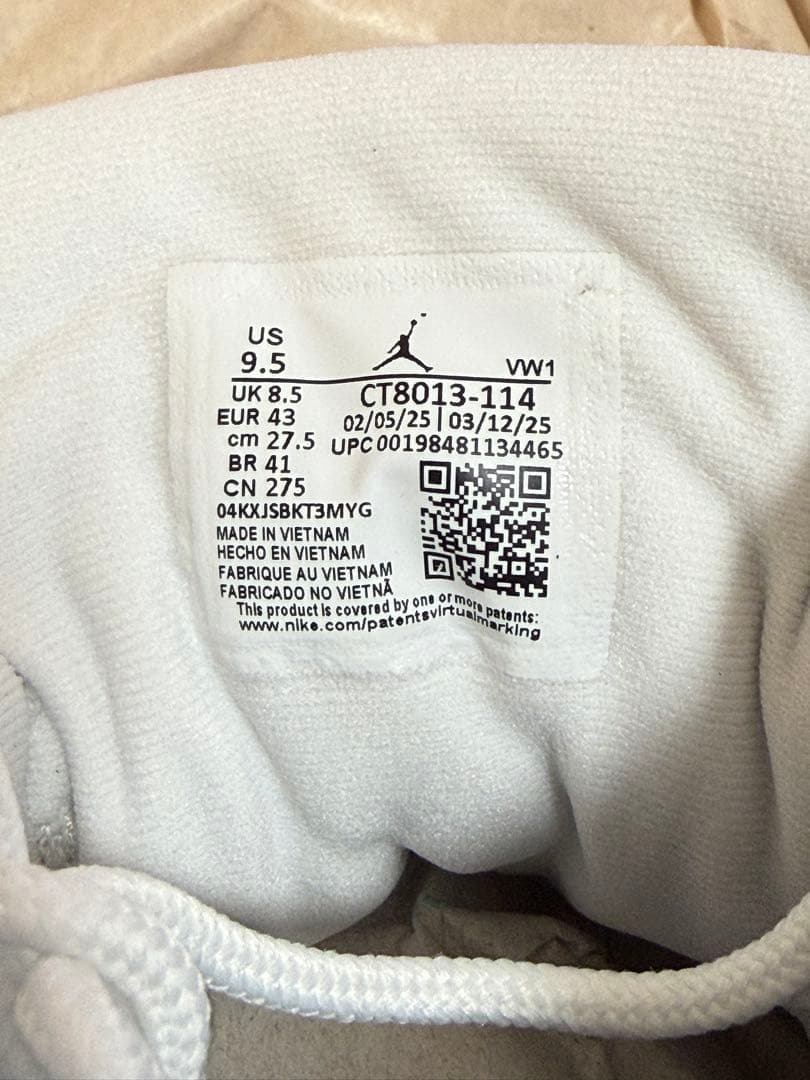 US
9.5
VW1
UK 8.5
CT8013-114
EUR 43
02/05/25 | 03/12/25
cm 27.5
UPC 00198481134465
BR 41
CN 275
04KXJSBKT3MYG
MADE IN VIETNAM
HECHO EN VIETNAM
FABRIQUE AU VIETNAM
FABRICADO NO VIETNÃ
This product is covered by one or more patents:
www.nike.com/patentsvirtualmarking